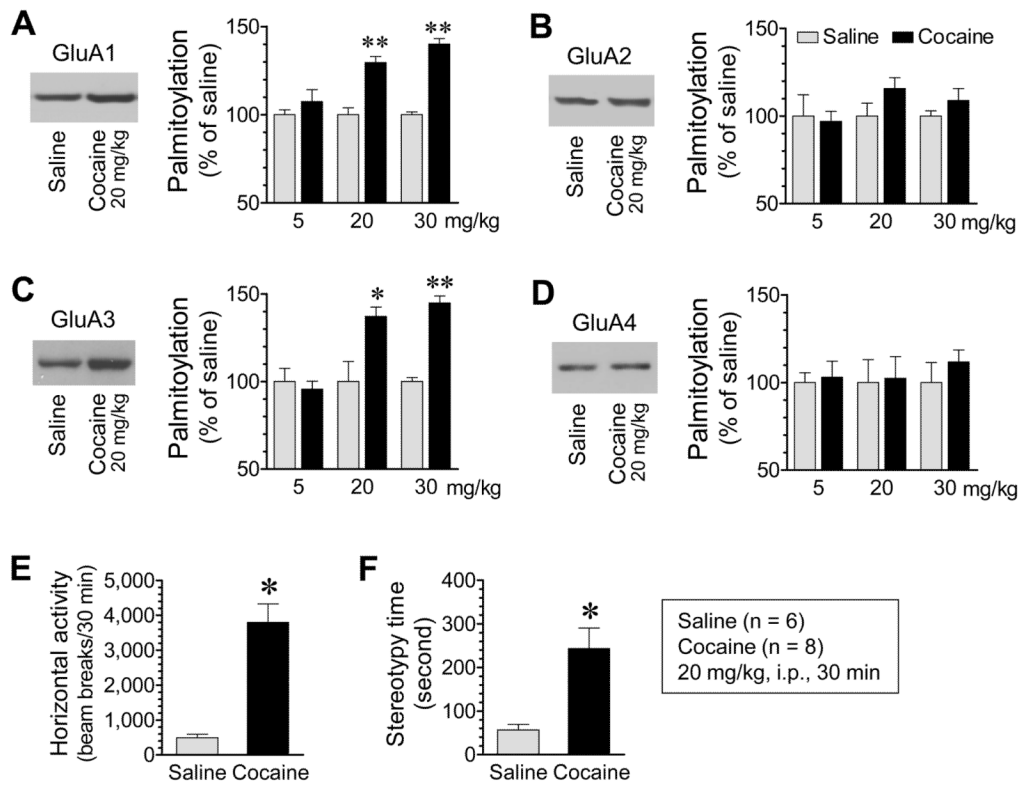 A
GluA1
Saline
Cocaine
20 mg/kg
Palmitoylation
(% of saline)
150
100
50
**
**
5 20 30 mg/kg
B
GluA2
Saline
Cocaine
20 mg/kg
Palmitoylation
(% of saline)
150
100
50
Saline Cocaine
5 20 30 mg/kg
C
GluA3
Saline
Cocaine
20 mg/kg
Palmitoylation
(% of saline)
150
100
50
*
**
5 20 30 mg/kg
D
GluA4
Saline
Cocaine
20 mg/kg
Palmitoylation
(% of saline)
150
100
50
5 20 30 mg/kg
E
Horizontal activity
(beam breaks/30 min)
5,000
4,000
3,000
2,000
1,000
0
*
Saline Cocaine
F
Stereotypy time
(second)
400
300
200
100
0
*
Saline Cocaine
Saline (n = 6)
Cocaine (n = 8)
20 mg/kg, i.p., 30 min